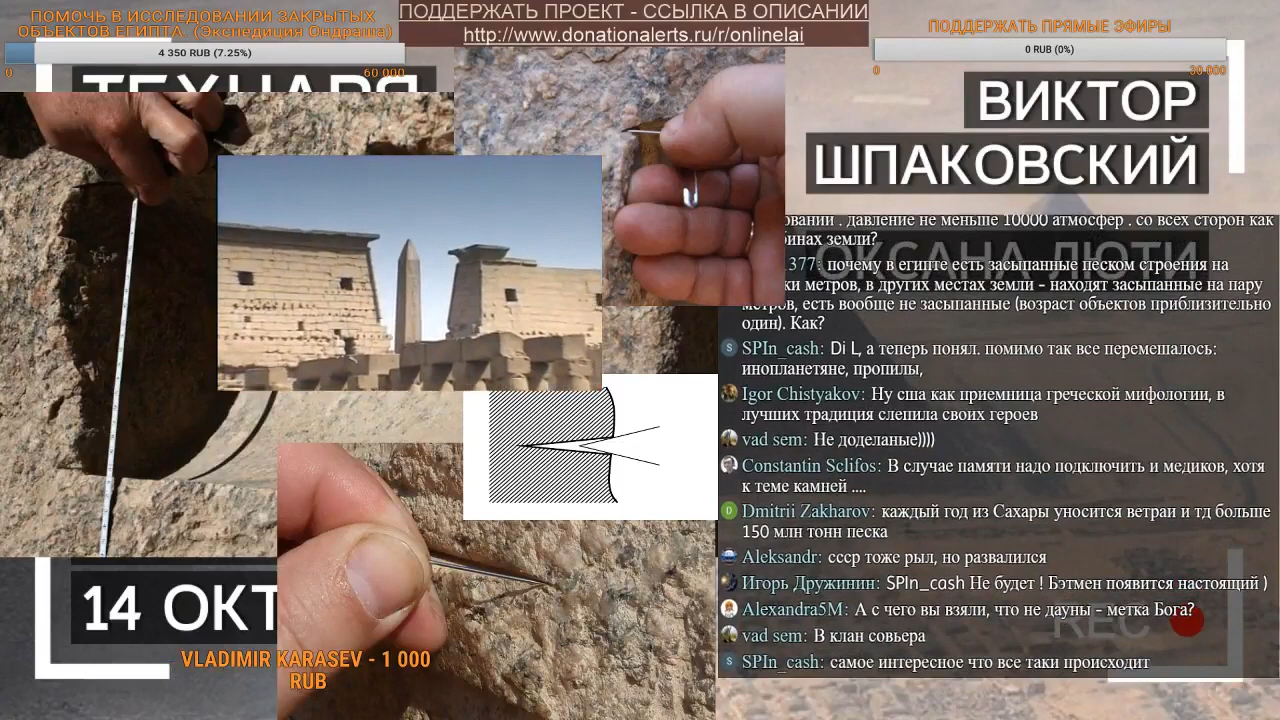 ПОМОЧЬ В ИССЛЕДОВАНИИ ЗАКРЫТЫХ
ОБЪЕКТОВ ЕГИПТА. (Экспедиция Ондраша)
4 350 RUB (7.25%)
0
60 000
ПОДДЕРЖАТЬ ПРОЕКТ - ССЫЛКА В ОПИСАНИИ
http://www.donationalerts.ru/r/onlinelai
ПОДДЕРЖАТЬ ПРЯМЫЕ ЭФИРЫ
0 RUB (0%)
0
30 000
ТЕХНАРЯ
ВИКТОР
ШПАКОВСКИЙ
ОКСАНА ЛЮТИ
. давление не меньше 10000 атмосфер . со всех сторон как
земли?
377: почему в египте есть засыпанные песком строения на
метров, в других местах земли – находят засыпанные на пару
метров, есть вообще не засыпанные (возраст объектов приблизительно
один). Как?
S SPIn_cash: Di L, а теперь понял. помимо так все перемешалось:
инопланетяне, пропилы,
Igor Chistyakov: Ну сша как приемница греческой мифологии, в
лучших традиция слепила своих героев
vad sem: Не доделаные))))
Constantin Sclifos: В случае памяти надо подключить и медиков, хотя
к теме камней ....
D Dmitrii Zakharov: каждый год из Сахары уносится ветраи и тд больше
150 млн тонн песка
Aleksandr: ссср тоже рыл, но развалился
Игорь Дружинин: SPIn_cash Не будет ! Бэтмен появится настоящий )
Alexandra5M: А с чего вы взяли, что не дауны – метка Бога?
vad sem: В клан совьера
S SPIn_cash: самое интересное что все таки происходит
REC
14 ОКТ
VLADIMIR KARASEV - 1 000
RUB